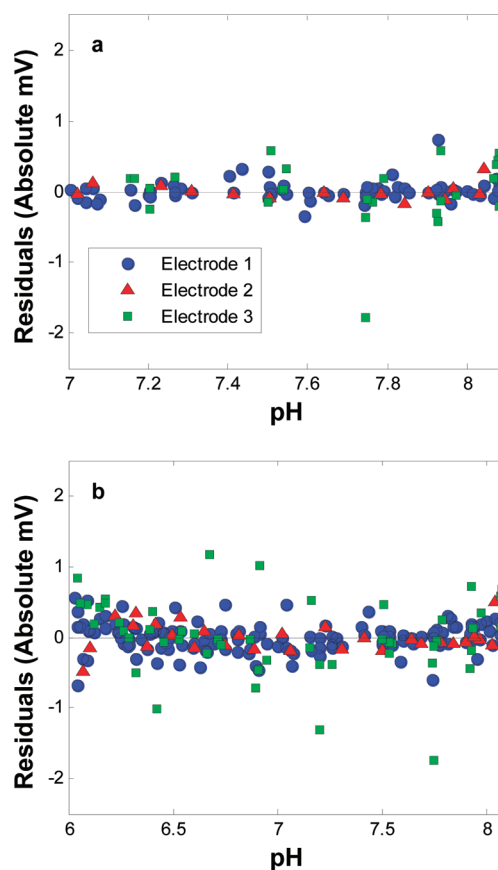 a
2
1
0
-1
-2
Residuals (Absolute mV)
Electrode 1
Electrode 2
Electrode 3
7 7.2 7.4 7.6 7.8 8
pH
b
2
1
0
-1
-2
Residuals (Absolute mV)
6 6.5 7 7.5 8
pH